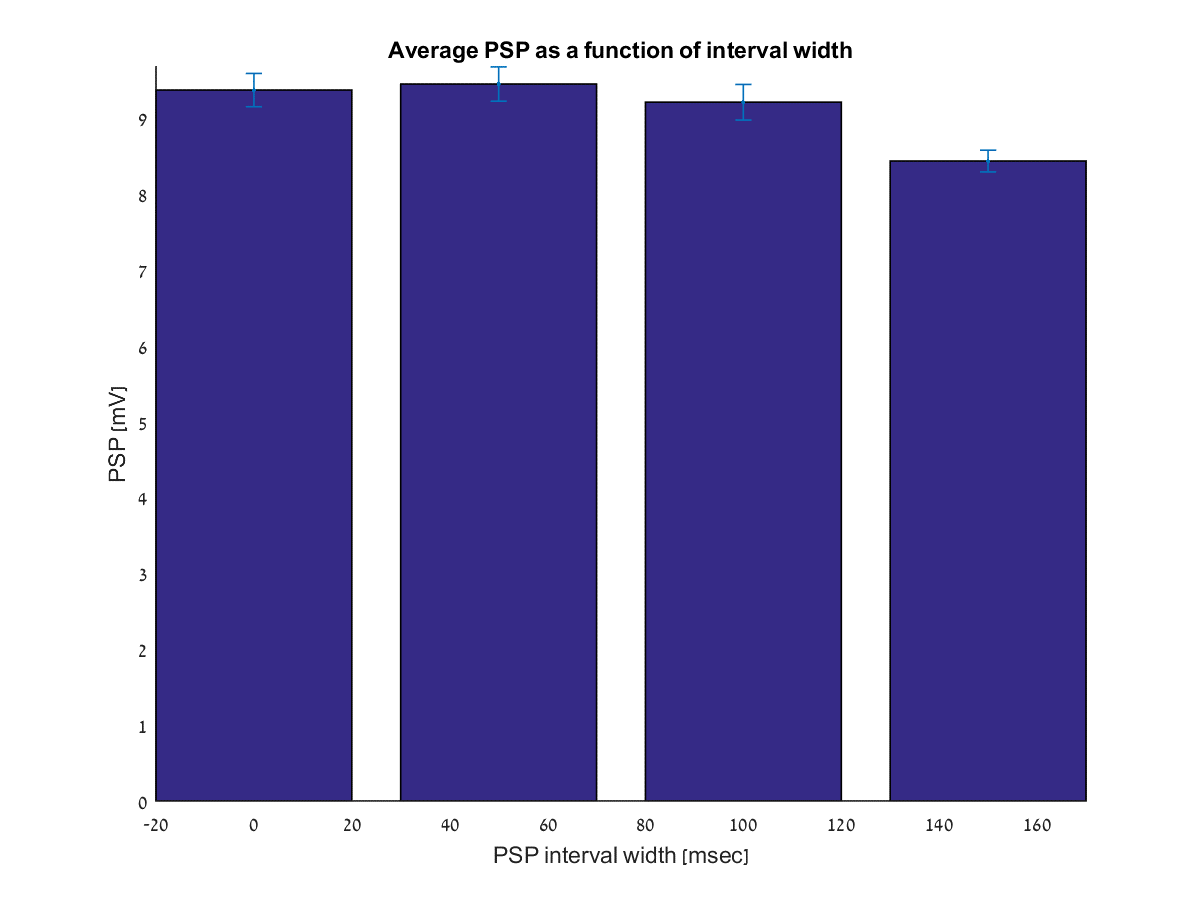 Average PSP as a function of interval width
9
8
7
6
5
4
3
2
1
0
PSP [mV]
-20 0 20 40 60 80 100 120 140 160
PSP interval width [msec]